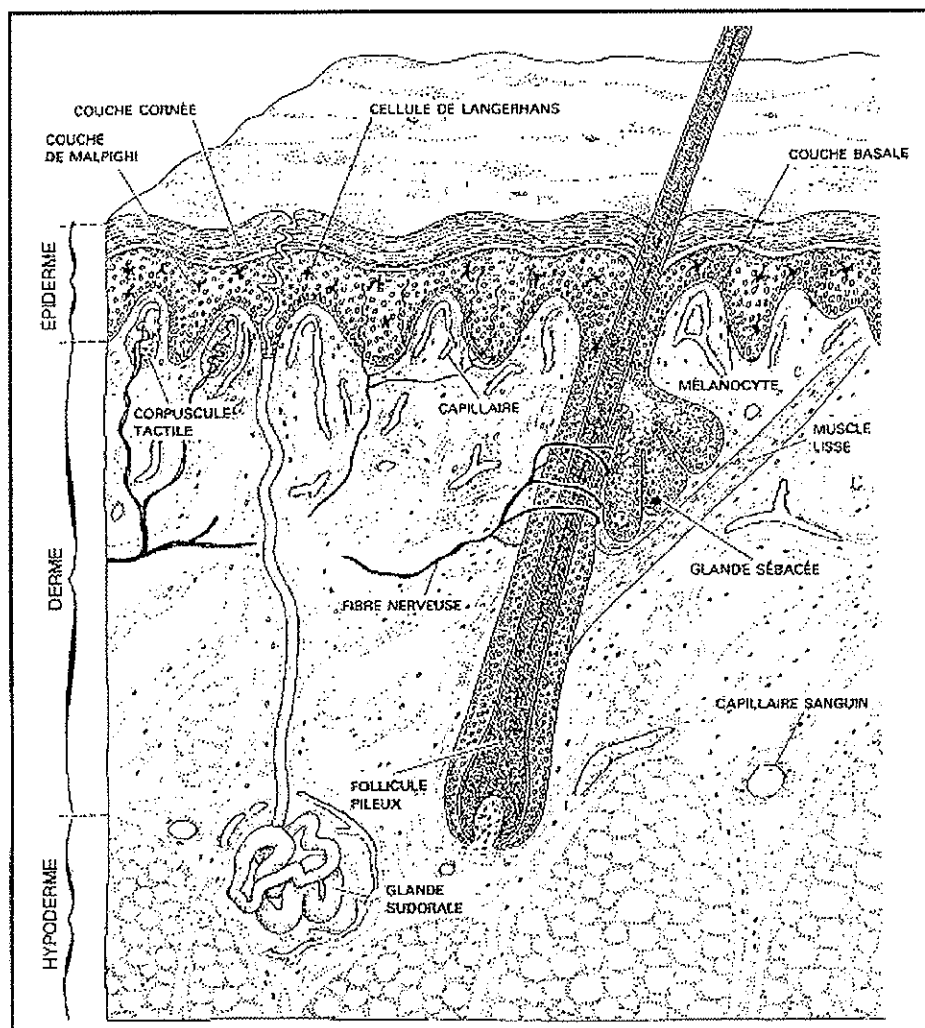 COUCHE CORNÉE
CELLULE DE LANGERHANS
COUCHE
DE MALPIGHI
COUCHE BASALE
ÉPIDERME
CORPUSCULE
TACTILE
CAPILLAIRE
MÉLANOCYTE
MUSCLE
LISSE
DERME
GLANDE SÉBACÉE
FIBRE NERVEUSE
CAPILLAIRE SANGUIN
FOLLICULE
PILEUX
GLANDE
SUDORALE
HYPODERME